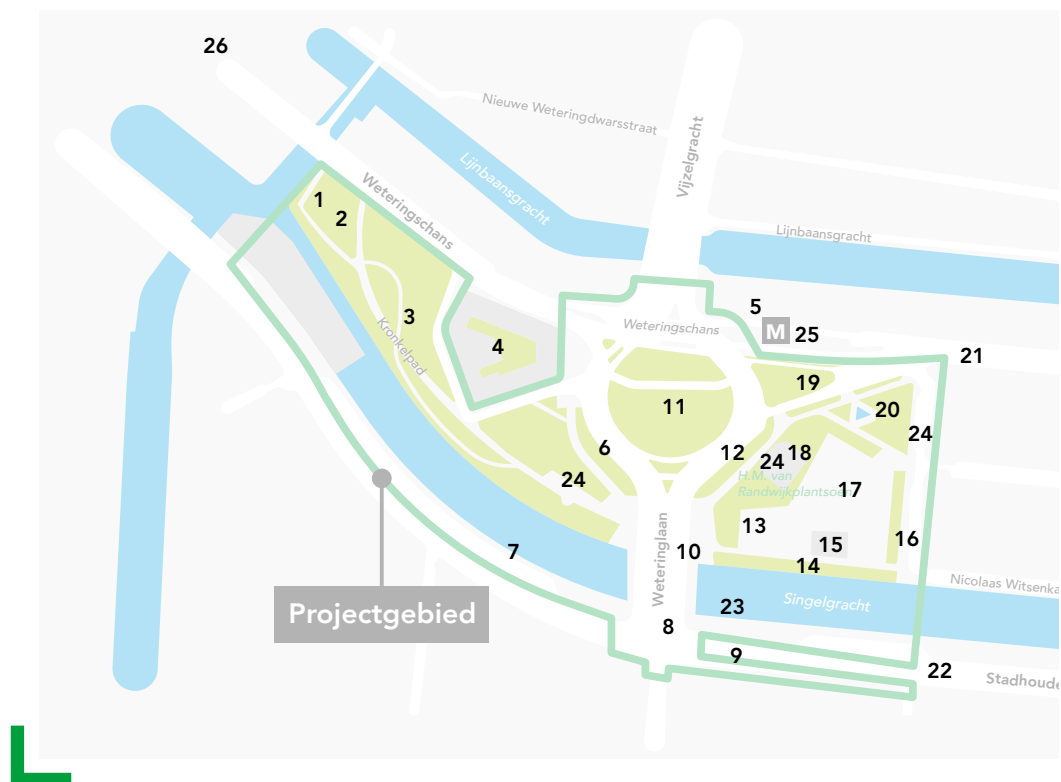 26
Nieuwe Weteringdwarsstraat
Vijzelgracht
Lijnbaansgracht
Weteringschans
1
2
Lijnbaansgracht
5
M
25
Weteringschans
3
Kronkelpad
4
21
19
11
20
6
12
24
18
24
24
H.M. van
Randwijkplantsoen
17
13
16
15
7
10
14
Nicolaas Witsenka
Weteringlaan
Singelgracht
23
Projectgebied
8
9
22
Stadhoude